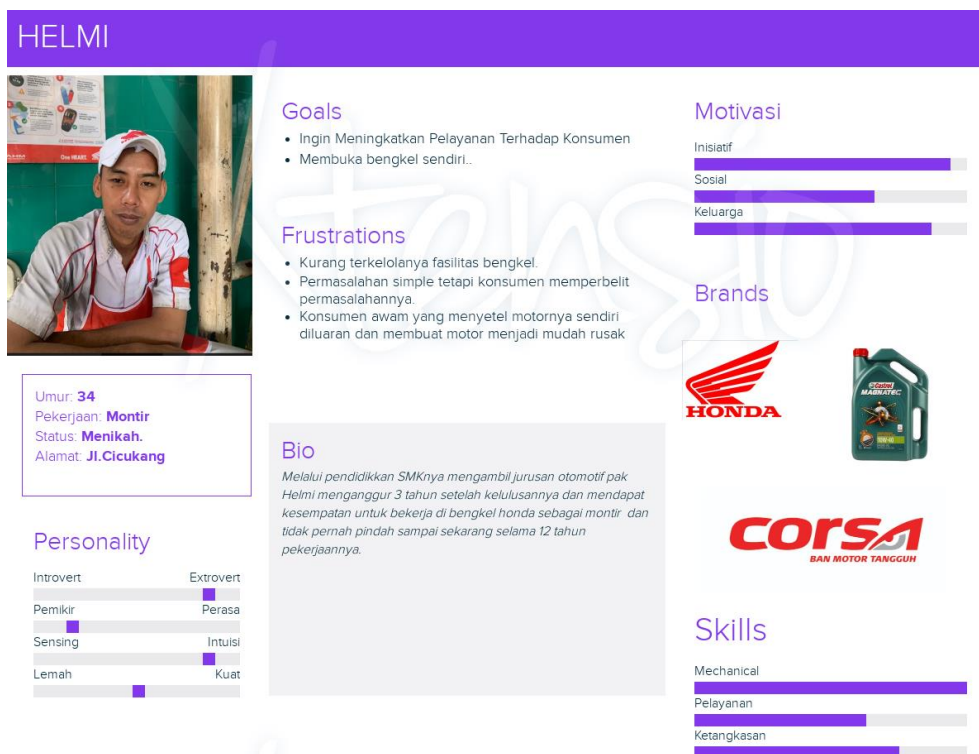 HELMI
One HEART.
Umur: 34
Pekerjaan: Montir
Status: Menikah.
Alamat: Jl.Cicukang
Personality
Introvert Extrovert
Pemikir Perasa
Sensing Intuisi
Lemah Kuat
Goals
• Ingin Meningkatkan Pelayanan Terhadap Konsumen
• Membuka bengkel sendiri..
Frustrations
• Kurang terkelolanya fasilitas bengkel.
• Permasalahan simple tetapi konsumen memperbelit
permasalahannya.
• Konsumen awam yang menyetel motornya sendiri
diluaran dan membuat motor menjadi mudah rusak
Bio
Melalui pendidikkan SMKnya mengambil jurusan otomotif pak
Helmi menganggur 3 tahun setelah kelulusannya dan mendapat
kesempatan untuk bekerja di bengkel honda sebagai montir dan
tidak pernah pindah sampai sekarang selama 12 tahun
pekerjaannya.
Motivasi
Inisiatif
Sosial
Keluarga
Brands
HONDA
Castrol
MAGNATEC
10W-40
CORSA
BAN MOTOR TANGGUH
Skills
Mechanical
Pelayanan
Ketangkasan
xtensio